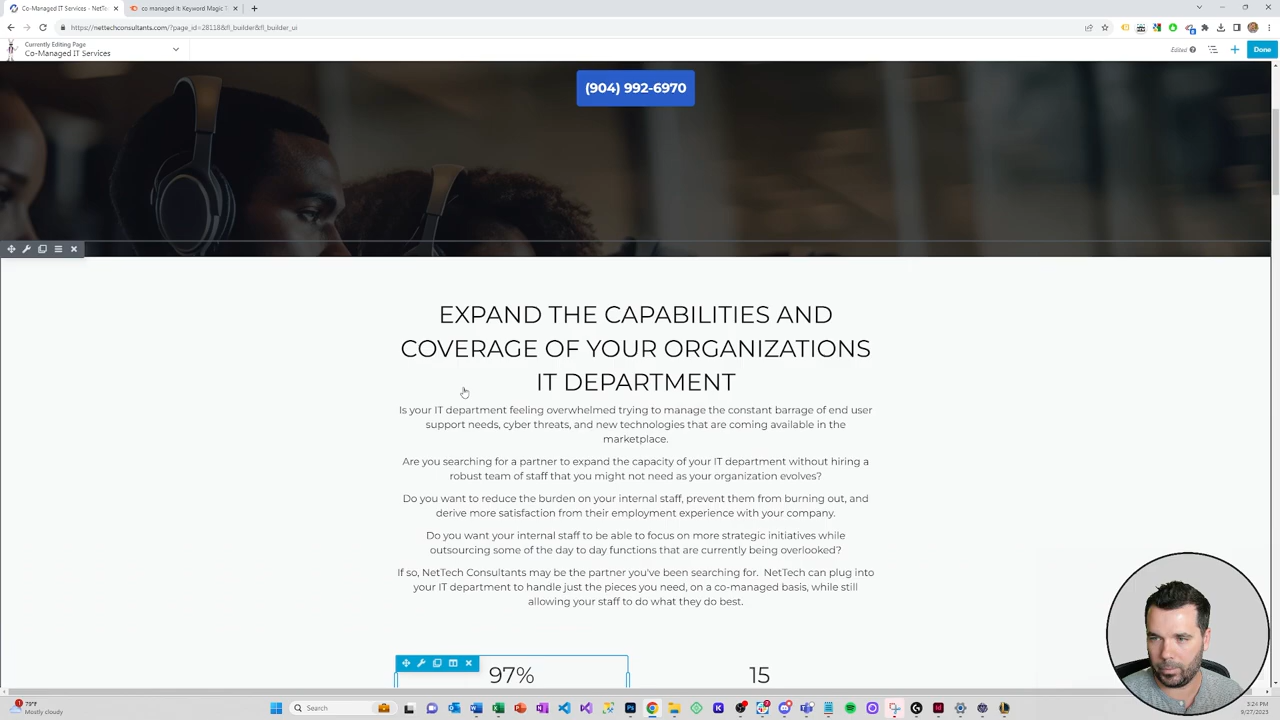 Co-Managed IT Services - NetTe
co managed it: Keyword Magic T
https://nettechconsultants.com/?page_id=28118&fl_builder&fl_builder_ui
Currently Editing Page
Co-Managed IT Services
Edited
Done
(904) 992-6970
EXPAND THE CAPABILITIES AND
COVERAGE OF YOUR ORGANIZATIONS
IT DEPARTMENT
Is your IT department feeling overwhelmed trying to manage the constant barrage of end user
support needs, cyber threats, and new technologies that are coming available in the
marketplace.
Are you searching for a partner to expand the capacity of your IT department without hiring a
robust team of staff that you might not need as your organization evolves?
Do you want to reduce the burden on your internal staff, prevent them from burning out, and
derive more satisfaction from their employment experience with your company.
Do you want your internal staff to be able to focus on more strategic initiatives while
outsourcing some of the day to day functions that are currently being overlooked?
If so, NetTech Consultants may be the partner you've been searching for. NetTech can plug into
your IT department to handle just the pieces you need, on a co-managed basis, while still
allowing your staff to do what they do best.
97%
15
79°F
Mostly cloudy
Search
3:24 PM
9/27/2023